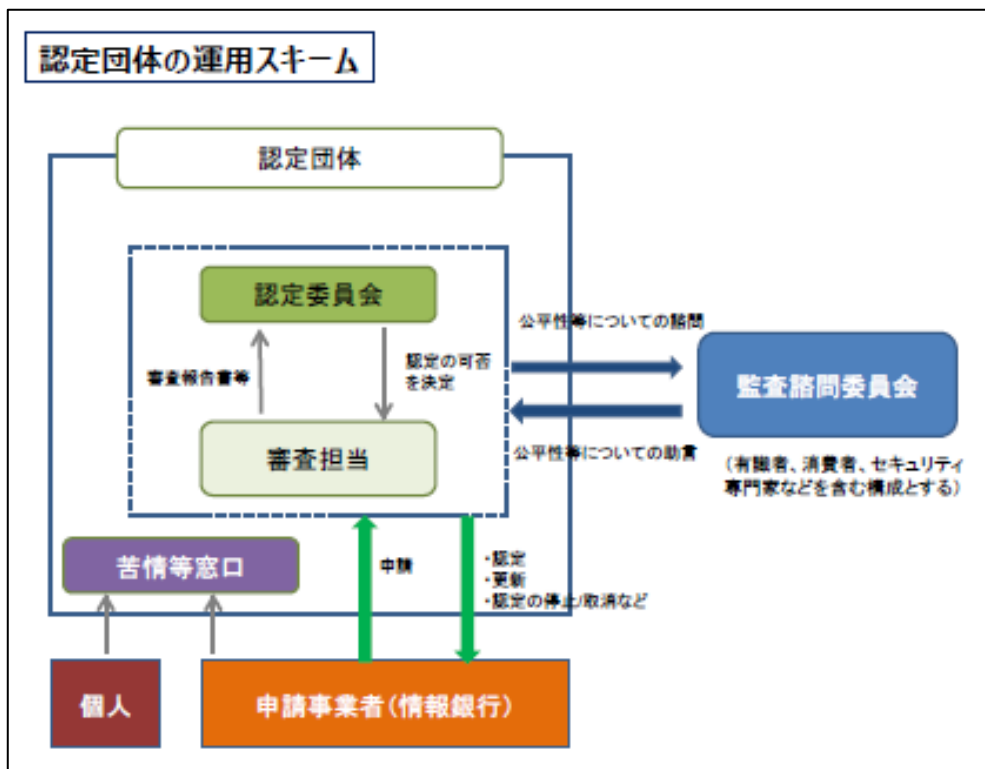 認定団体の運用スキーム
認定団体
認定委員会
審査報告書等
認定の可否
を決定
審査担当
公平性等についての諮問
公平性等についての助言
監査諮問委員会
（有識者、消費者、セキュリティ
専門家などを含む構成とする）
苦情等窓口
申請
・認定
・更新
・認定の停止/取消など
個人
申請事業者（情報銀行）